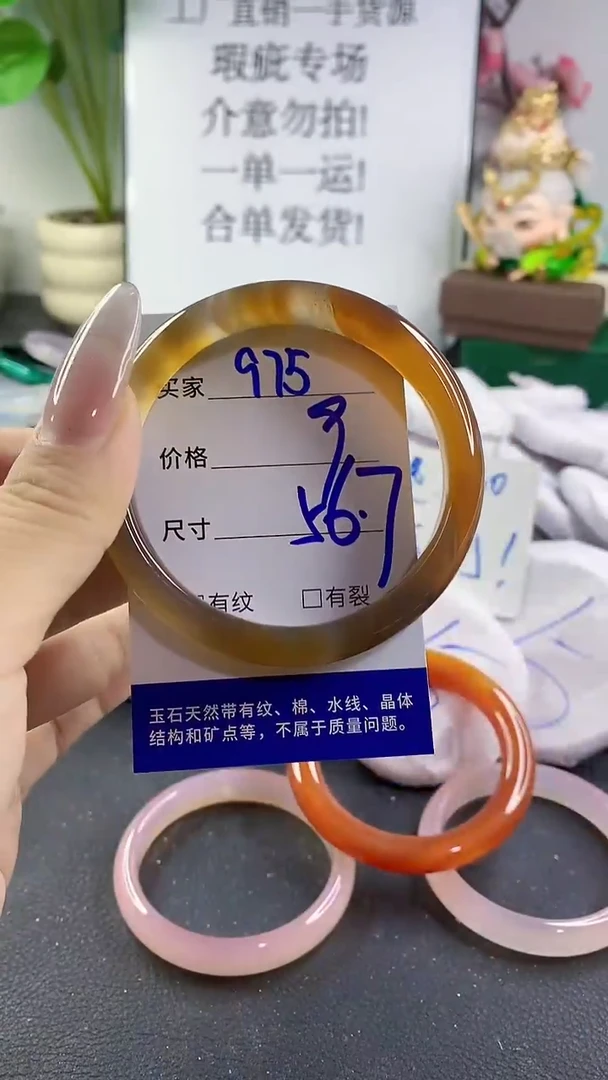 工厂直销一手货源
瑕疵专场
介意勿拍!
一单一运!
合单发货!
买家 975
价格
尺寸 56.7
有纹 □有裂
玉石天然带有纹、棉、水线、晶体
结构和矿点等，不属于质量问题。